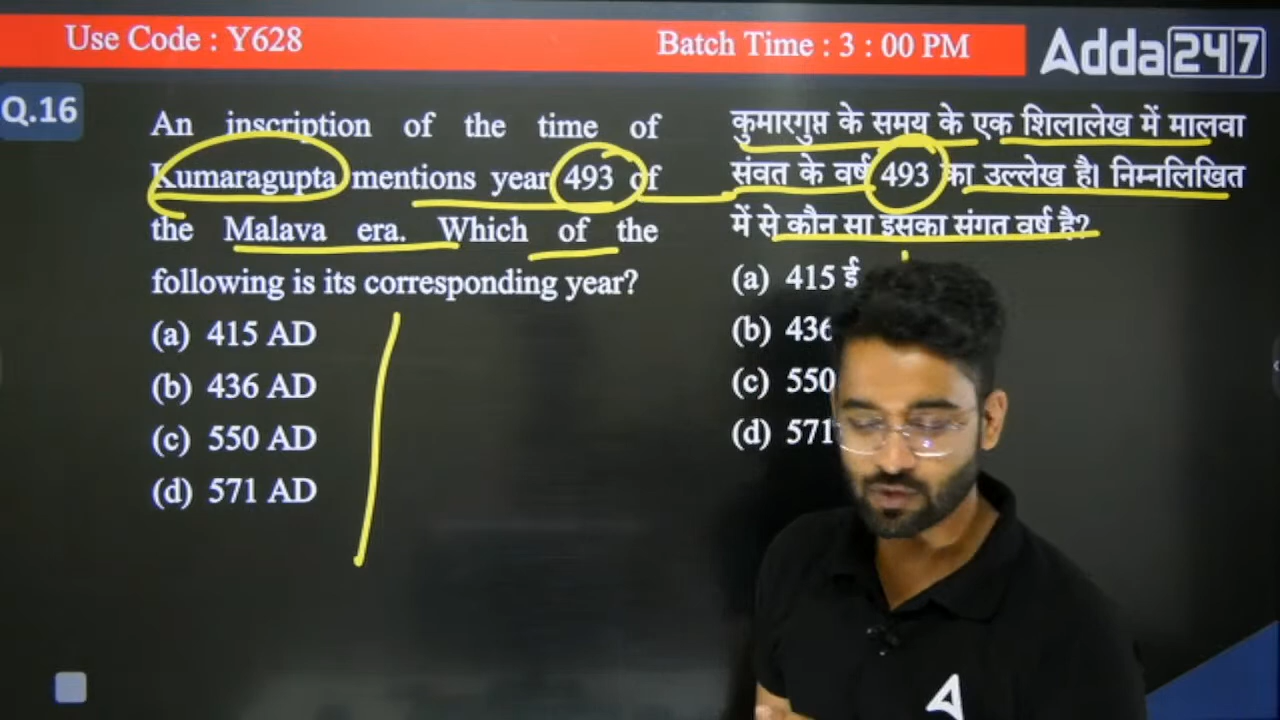 Use Code : Y628
Batch Time : 3 : 00 PM
Adda247
Q.16
An inscription of the time of
Kumaragupta mentions year 493 of
the Malava era. Which of the
following is its corresponding year?
(a) 415 AD
(b) 436 AD
(c) 550 AD
(d) 571 AD
कुमारगुप्त के समय के एक शिलालेख में मालवा
संवत के वर्ष 493 का उल्लेख है। निम्नलिखित
में से कौन सा इसका संगत वर्ष है?
(a) 415 ई
(b) 436
(c) 550
(d) 571